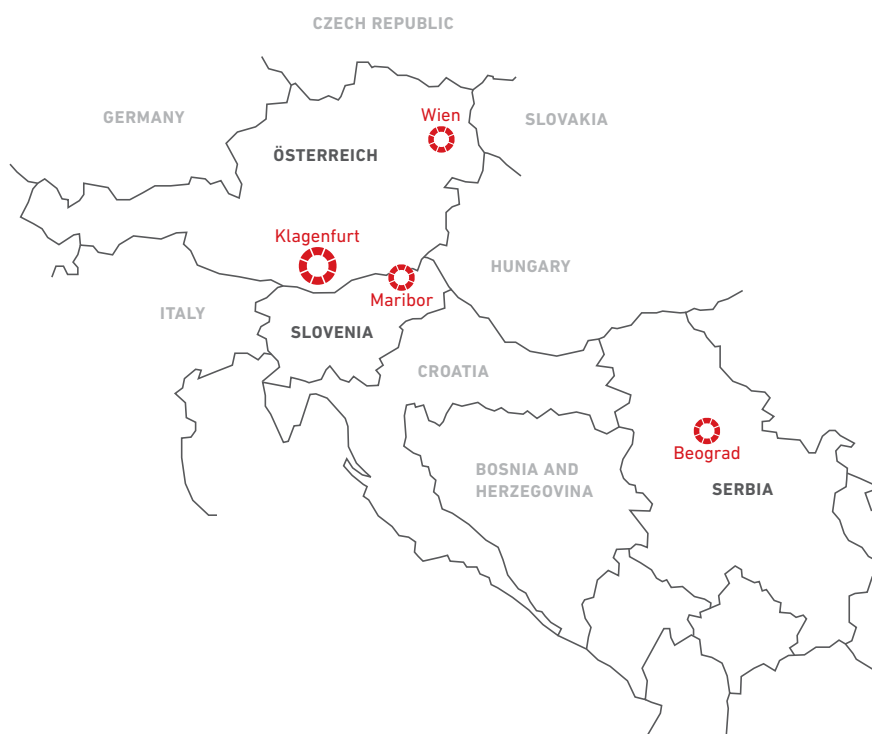 CZECH REPUBLIC
GERMANY
Wien
SLOVAKIA
ÖSTERREICH
Klagenfurt
HUNGARY
Maribor
ITALY
SLOVENIA
CROATIA
Beograd
BOSNIA AND
HERZEGOVINA
SERBIA